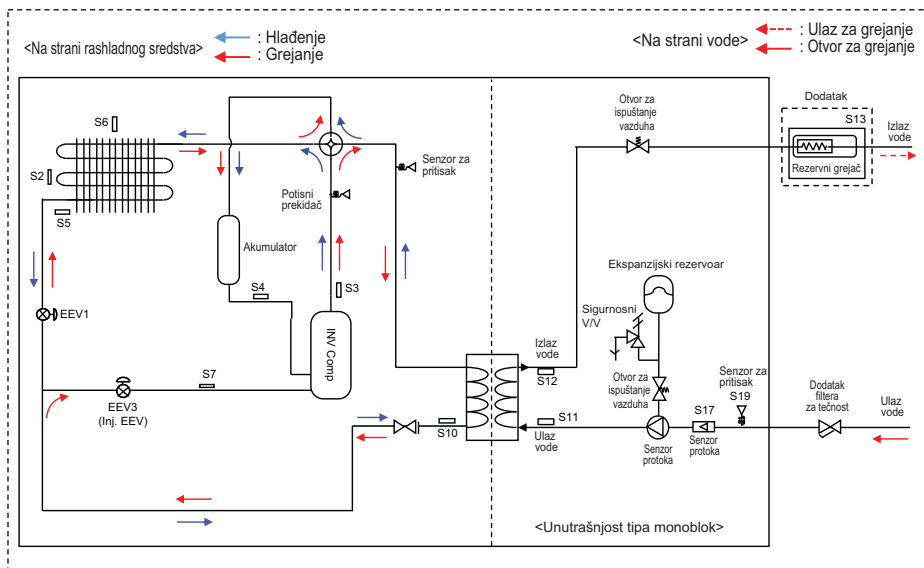 <Na strani rashladnog sredstva>
: Hlađenje
: Grejanje
<Na strani vode>
: Ulaz za grejanje
: Otvor za grejanje
Dodatak
S13
Rezervni grejač
Izlaz
vode
Otvor za
ispuštanje
vazduha
S6
S2
S5
Senzor za
pritisak
Potisni
prekidač
Akumulator
S4
S3
INV Comp
EEV1
S7
EEV3
(Inj. EEV)
S10
Ekspanzijski rezervoar
Sigurnosni
V/V
Izlaz
vode
S12
Otvor za
ispuštanje
vazduha
S11
Ulaz
vode
Senzor
protoka
S17
Senzor
protoka
Senzor za
pritisak
S19
Dodatak
filtera
za tečnost
Ulaz
vode
<Unutrašnjost tipa monoblok>